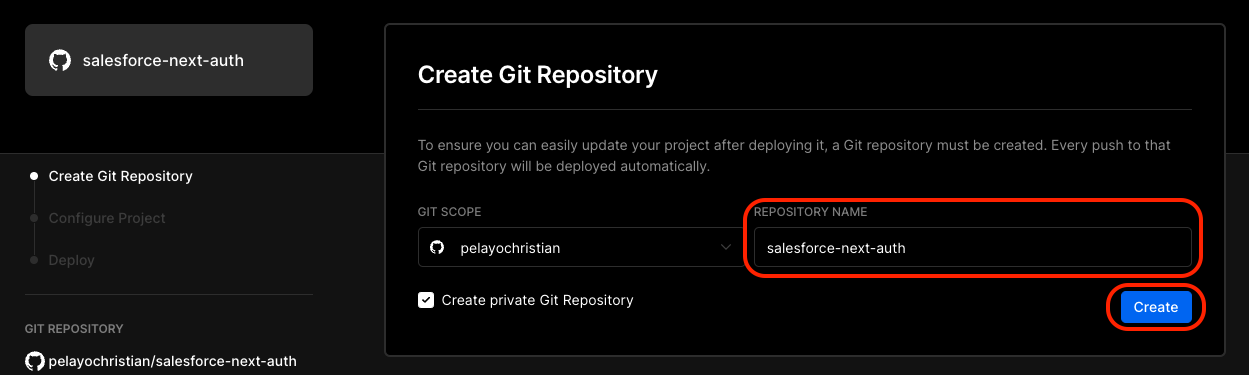 salesforce-next-auth
Create Git Repository
Configure Project
Deploy
GIT REPOSITORY
pelayochristian/salesforce-next-auth
Create Git Repository
To ensure you can easily update your project after deploying it, a Git repository must be created. Every push to that
Git repository will be deployed automatically.
GIT SCOPE
pelayochristian
REPOSITORY NAME
salesforce-next-auth
Create private Git Repository
Create